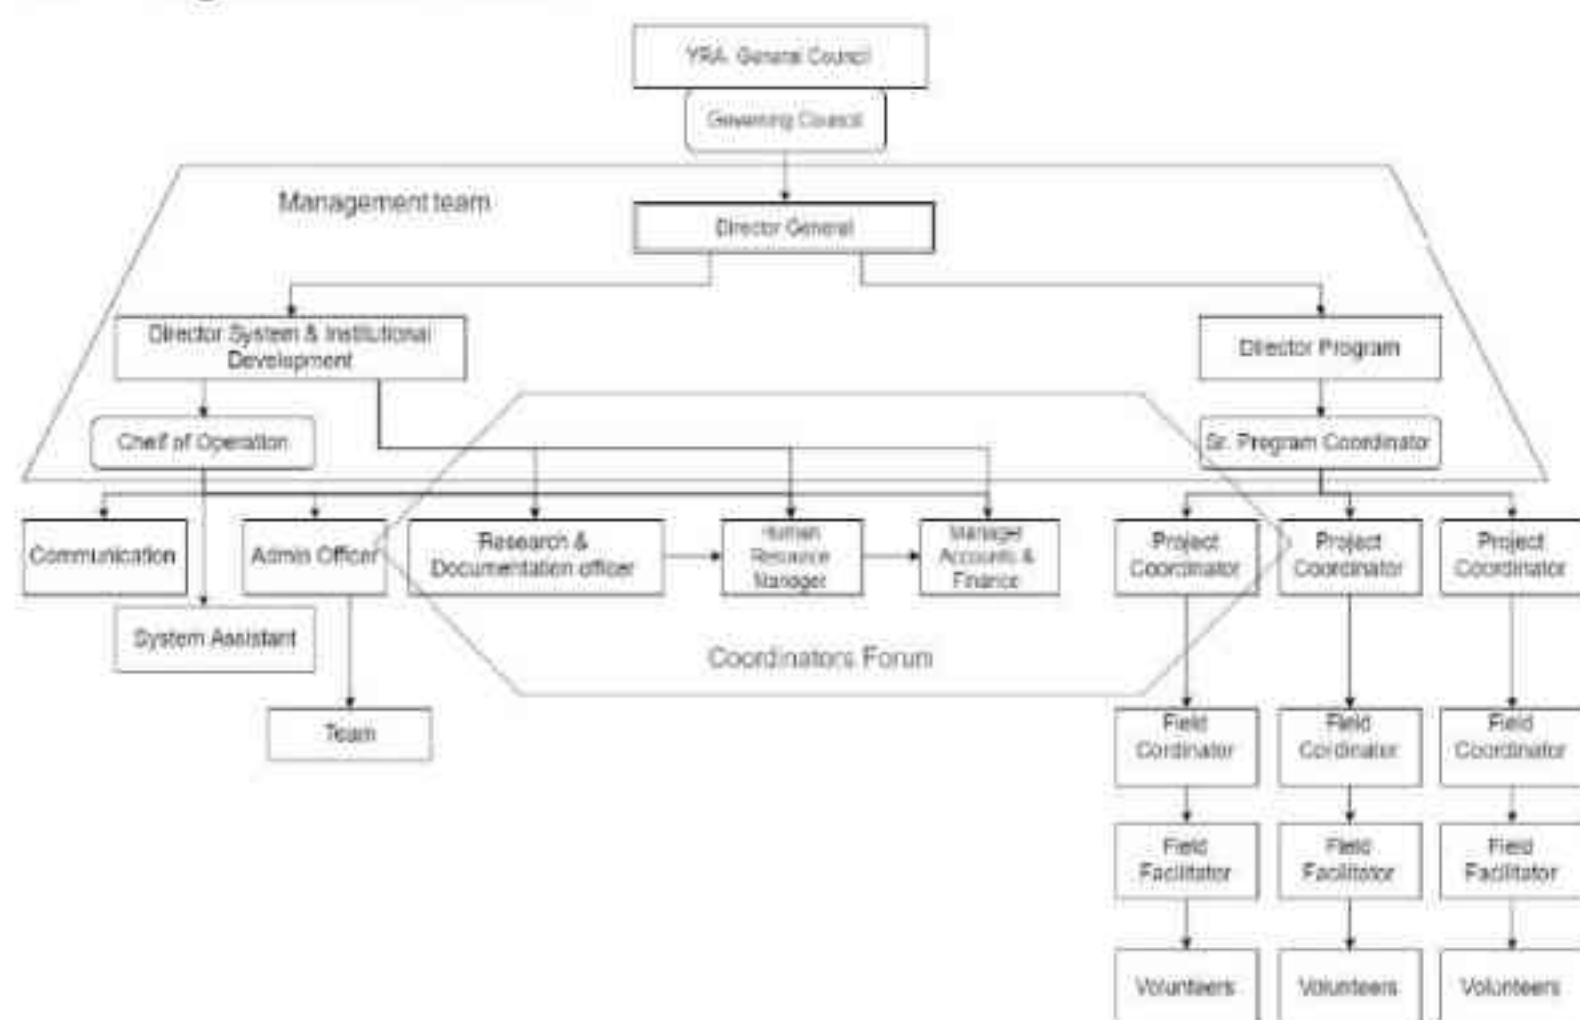 YRA General Council
Governing Council
Management team
Director General
Director System & Institutional
Development
Director Program
Cheif of Operation
Sr. Program Coordinator
Communication
Admin Officer
Research &
Documentation officer
Human
Resource
Manager
Manager
Accounts &
Finance
Project
Coordinator
Project
Coordinator
Project
Coordinator
System Assistant
Coordinators Forum
Team
Field
Cordinator
Field
Cordinator
Field
Coordinator
Field
Facilitator
Field
Facilitator
Field
Facilitator
Volunteers
Volunteers
Volunteers